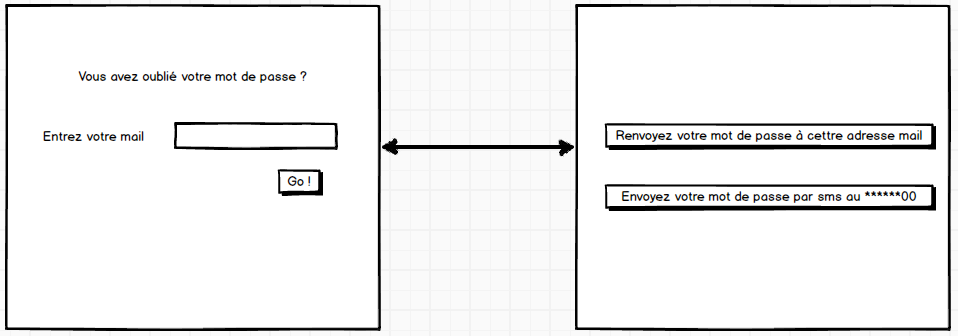 Vous avez oublié votre mot de passe ?
Entrez votre mail
Go !
Renvoyez votre mot de passe à cettre adresse mail
Envoyez votre mot de passe par sms au ******00